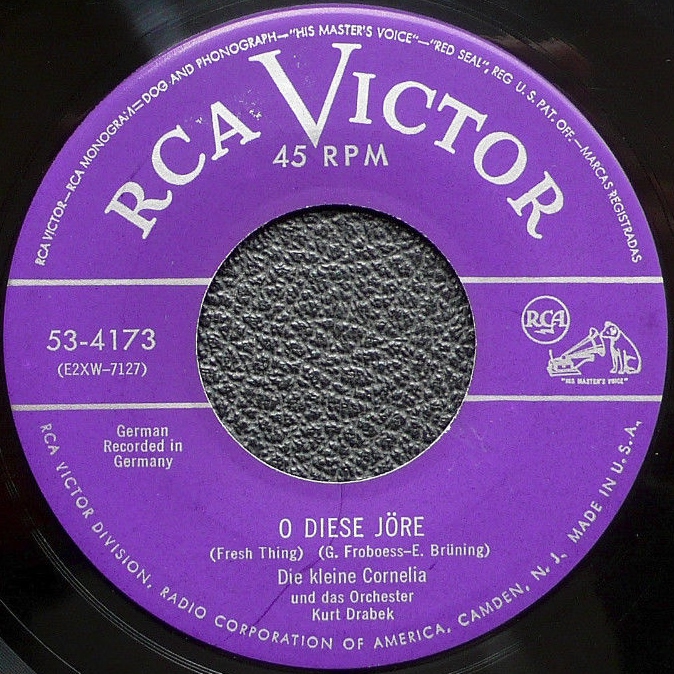 RCA VICTOR—RCA MONOGRAM—DOG AND PHONOGRAPH—"HIS MASTER'S VOICE"—"RED SEAL", REG U.S. PAT. OFF.—MARCAS REGISTRADAS
RCA VICTOR
45 RPM
53-4173
(E2XW-7127)
RCA
"HIS MASTER'S VOICE"
German
Recorded in
Germany
O DIESE JÖRE
(Fresh Thing) (G. Froboess-E. Brüning)
Die kleine Cornelia
und das Orchester
Kurt Drabek
RCA VICTOR DIVISION, RADIO CORPORATION OF AMERICA, CAMDEN, N. J., MADE IN U. S. A.